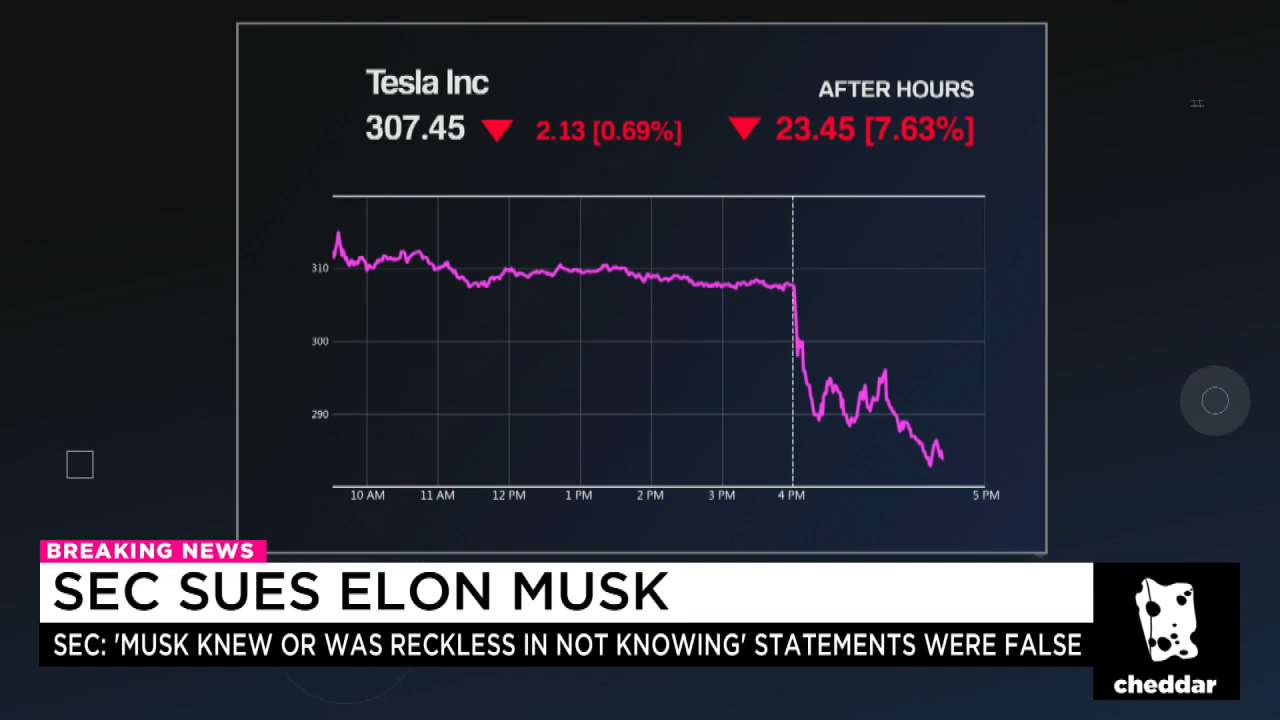 Tesla Inc
307.45 ▼ 2.13 [0.69%]
AFTER HOURS
▼ 23.45 [7.63%]
310
300
290
10 AM 11 AM 12 PM 1 PM 2 PM 3 PM 4 PM 5 PM
BREAKING NEWS
SEC SUES ELON MUSK
SEC: 'MUSK KNEW OR WAS RECKLESS IN NOT KNOWING' STATEMENTS WERE FALSE
cheddar